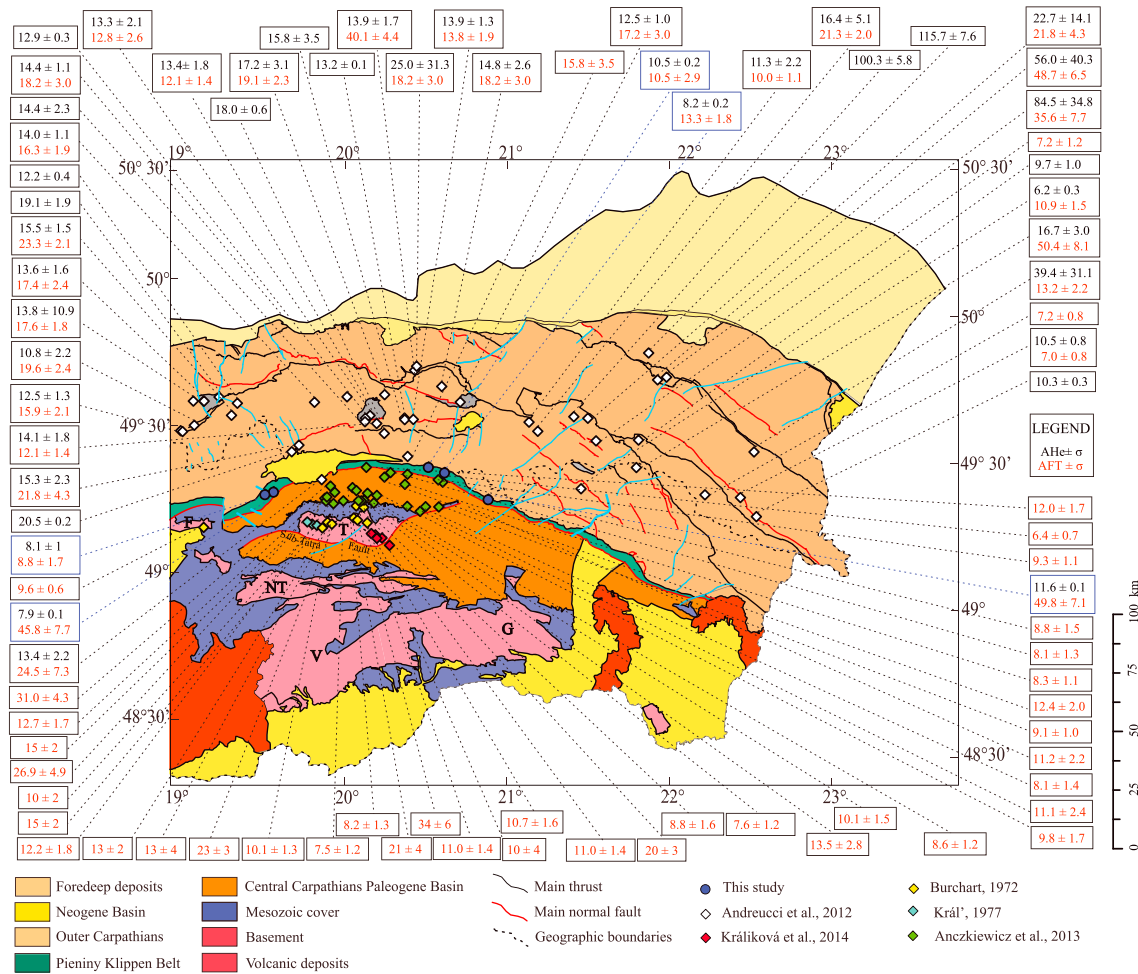 12.9 ± 0.3
13.3 ± 2.1
12.8 ± 2.6
13.4 ± 1.8
12.1 ± 1.4
15.8 ± 3.5
17.2 ± 3.1
19.1 ± 2.3
18.0 ± 0.6
13.2 ± 0.1
13.9 ± 1.7
40.1 ± 4.4
25.0 ± 31.3
18.2 ± 3.0
13.9 ± 1.3
13.8 ± 1.9
14.8 ± 2.6
18.2 ± 3.0
15.8 ± 3.5
12.5 ± 1.0
17.2 ± 3.0
10.5 ± 0.2
10.5 ± 2.9
8.2 ± 0.2
13.3 ± 1.8
11.3 ± 2.2
10.0 ± 1.1
16.4 ± 5.1
21.3 ± 2.0
100.3 ± 5.8
115.7 ± 7.6
22.7 ± 14.1
21.8 ± 4.3
56.0 ± 40.3
48.7 ± 6.5
84.5 ± 34.8
35.6 ± 7.7
7.2 ± 1.2
9.7 ± 1.0
6.2 ± 0.3
10.9 ± 1.5
16.7 ± 3.0
50.4 ± 8.1
39.4 ± 31.1
13.2 ± 2.2
7.2 ± 0.8
10.5 ± 0.8
7.0 ± 0.8
10.3 ± 0.3
LEGEND
AHe± σ
AFT ± σ
12.0 ± 1.7
6.4 ± 0.7
9.3 ± 1.1
11.6 ± 0.1
49.8 ± 7.1
8.8 ± 1.5
8.1 ± 1.3
8.3 ± 1.1
12.4 ± 2.0
9.1 ± 1.0
11.2 ± 2.2
8.1 ± 1.4
11.1 ± 2.4
9.8 ± 1.7
14.4 ± 1.1
18.2 ± 3.0
14.4 ± 2.3
14.0 ± 1.1
16.3 ± 1.9
12.2 ± 0.4
19.1 ± 1.9
15.5 ± 1.5
23.3 ± 2.1
13.6 ± 1.6
17.4 ± 2.4
13.8 ± 10.9
17.6 ± 1.8
10.8 ± 2.2
19.6 ± 2.4
12.5 ± 1.3
15.9 ± 2.1
14.1 ± 1.8
12.1 ± 1.4
15.3 ± 2.3
21.8 ± 4.3
20.5 ± 0.2
8.1 ± 1
8.8 ± 1.7
9.6 ± 0.6
7.9 ± 0.1
45.8 ± 7.7
13.4 ± 2.2
24.5 ± 7.3
31.0 ± 4.3
12.7 ± 1.7
15 ± 2
26.9 ± 4.9
10 ± 2
15 ± 2
12.2 ± 1.8
13 ± 2
13 ± 4
23 ± 3
10.1 ± 1.3
8.2 ± 1.3
7.5 ± 1.2
34 ± 6
21 ± 4
11.0 ± 1.4
10.7 ± 1.6
10 ± 4
11.0 ± 1.4
20 ± 3
8.8 ± 1.6
7.6 ± 1.2
10.1 ± 1.5
13.5 ± 2.8
8.6 ± 1.2
19° 20° 21° 22° 23°
50° 30' 50° 30'
50° 50°
49° 30' 49° 30'
49° 49°
48°30' 48°30'
19° 20° 21° 22° 23°
W
F
T
Sub-Tatra Fault
NT
V
G
100 km
75
50
25
0
Foredeep deposits
Neogene Basin
Outer Carpathians
Pieniny Klippen Belt
Central Carpathians Paleogene Basin
Mesozoic cover
Basement
Volcanic deposits
Main thrust
Main normal fault
Geographic boundaries
This study
Andreucci et al., 2012
Králiková et al., 2014
Burchart, 1972
Král', 1977
Anczkiewicz et al., 2013